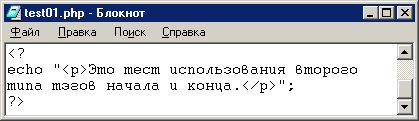 test01.php - Блокнот
Файл Правка Поиск Справка
<?
echo "<p>Это тест использования второго
типа тэгов начала и конца.</p>";
?>